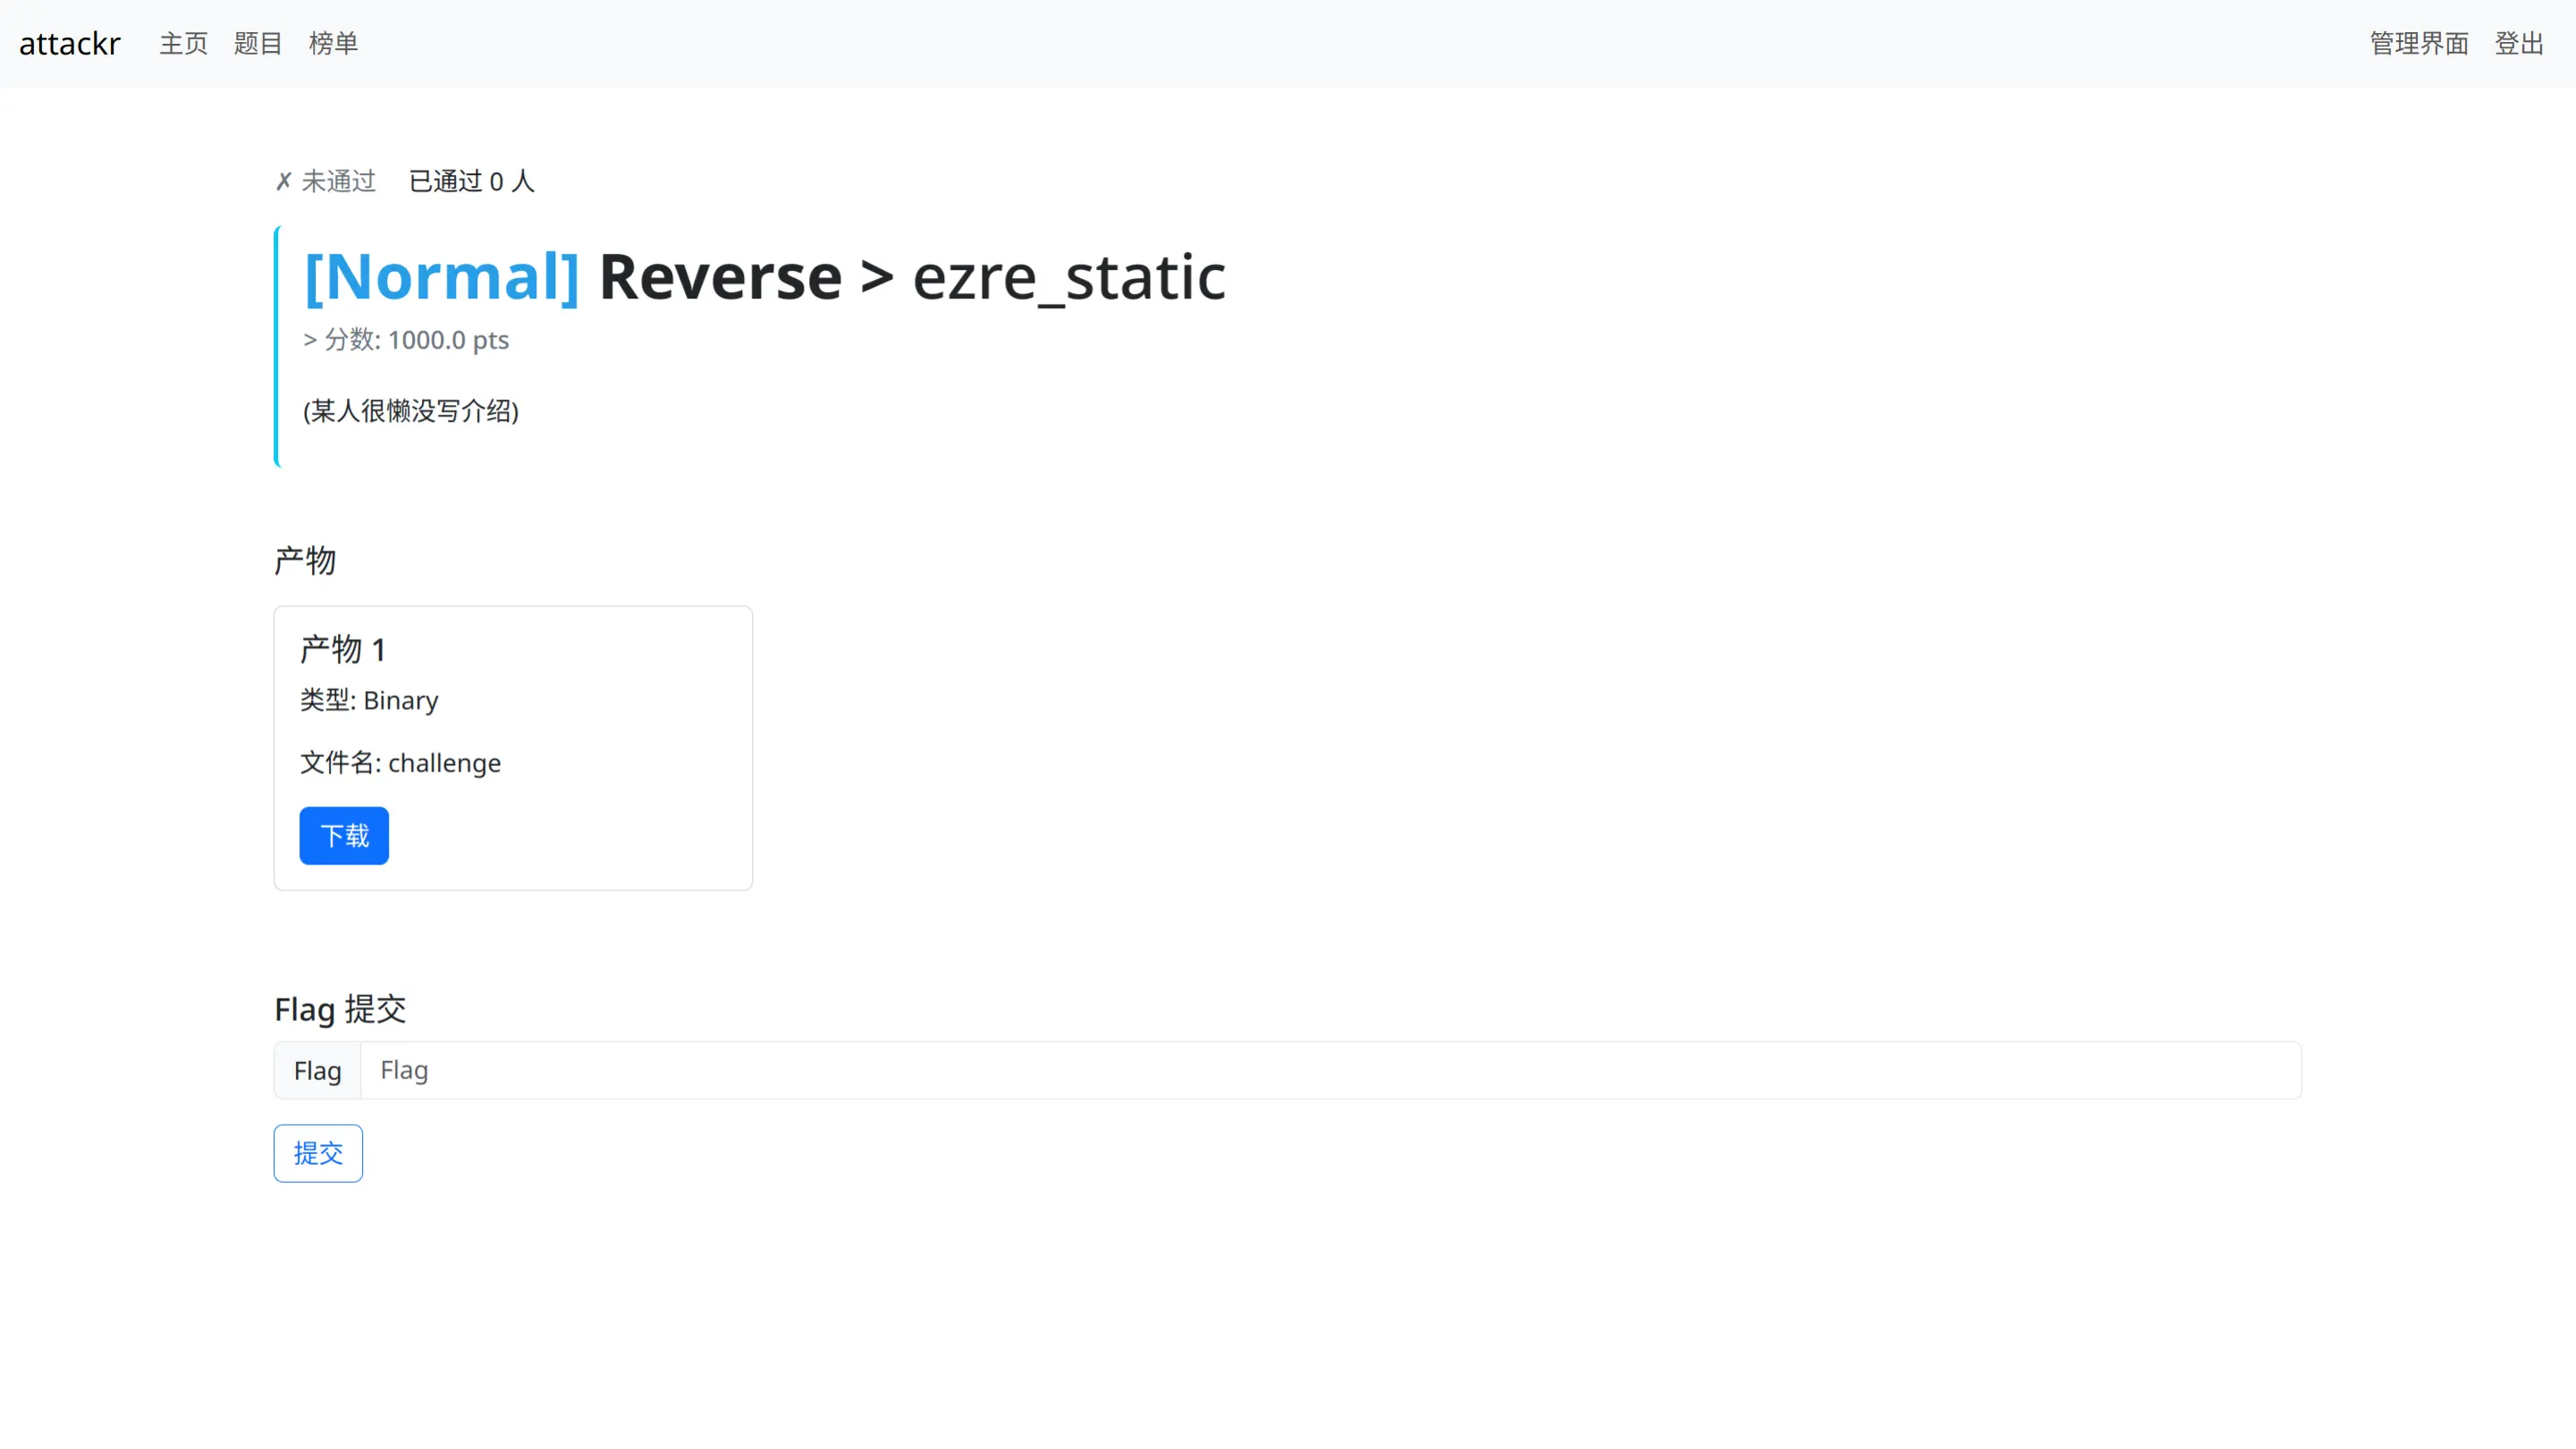 attackr 主页 题目 榜单 管理界面 登出
✗ 未通过 已通过 0 人
[Normal] Reverse > ezre_static
> 分数: 1000.0 pts
(某人很懒没写介绍)
产物
产物 1
类型: Binary
文件名: challenge
下载
Flag 提交
Flag Flag
提交